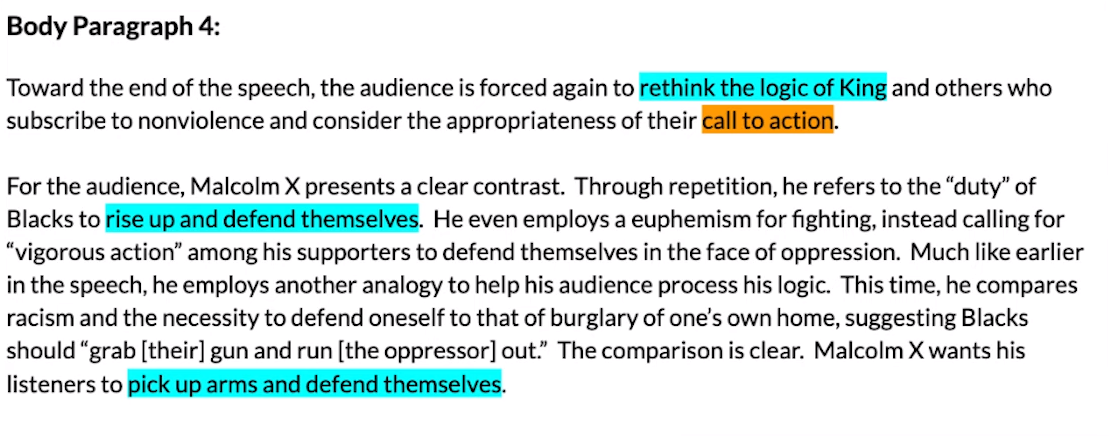 Body Paragraph 4:
Toward the end of the speech, the audience is forced again to rethink the logic of King and others who
subscribe to nonviolence and consider the appropriateness of their call to action.
For the audience, Malcolm X presents a clear contrast.  Through repetition, he refers to the “duty” of
Blacks to rise up and defend themselves.  He even employs a euphemism for fighting, instead calling for
“vigorous action” among his supporters to defend themselves in the face of oppression.  Much like earlier
in the speech, he employs another analogy to help his audience process his logic.  This time, he compares
racism and the necessity to defend oneself to that of burglary of one’s own home, suggesting Blacks
should “grab [their] gun and run [the oppressor] out.”  The comparison is clear.  Malcolm X wants his
listeners to pick up arms and defend themselves.